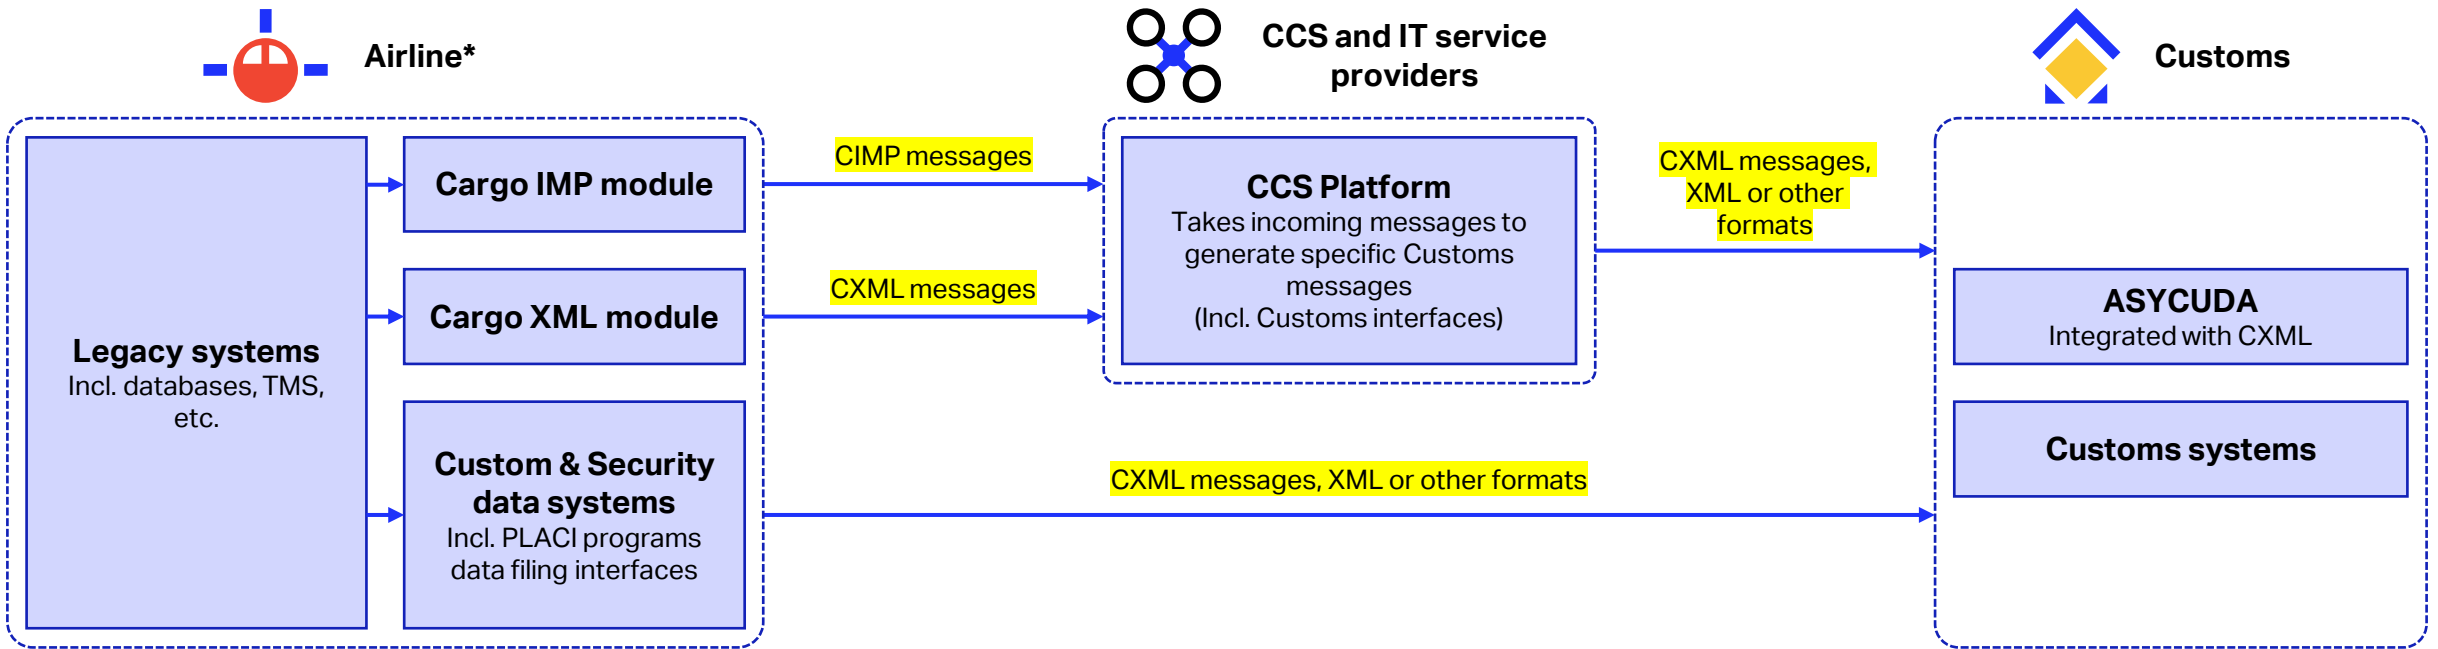 Airline*
CCS and IT service
providers
Customs
Legacy systems
Incl. databases, TMS,
etc.
Cargo IMP module
Cargo XML module
Custom & Security
data systems
Incl. PLACI programs
data filing interfaces
CIMP messages
CXML messages
CCS Platform
Takes incoming messages to
generate specific Customs
messages
(Incl. Customs interfaces)
CXML messages,
XML or other
formats
CXML messages, XML or other formats
ASYCUDA
Integrated with CXML
Customs systems